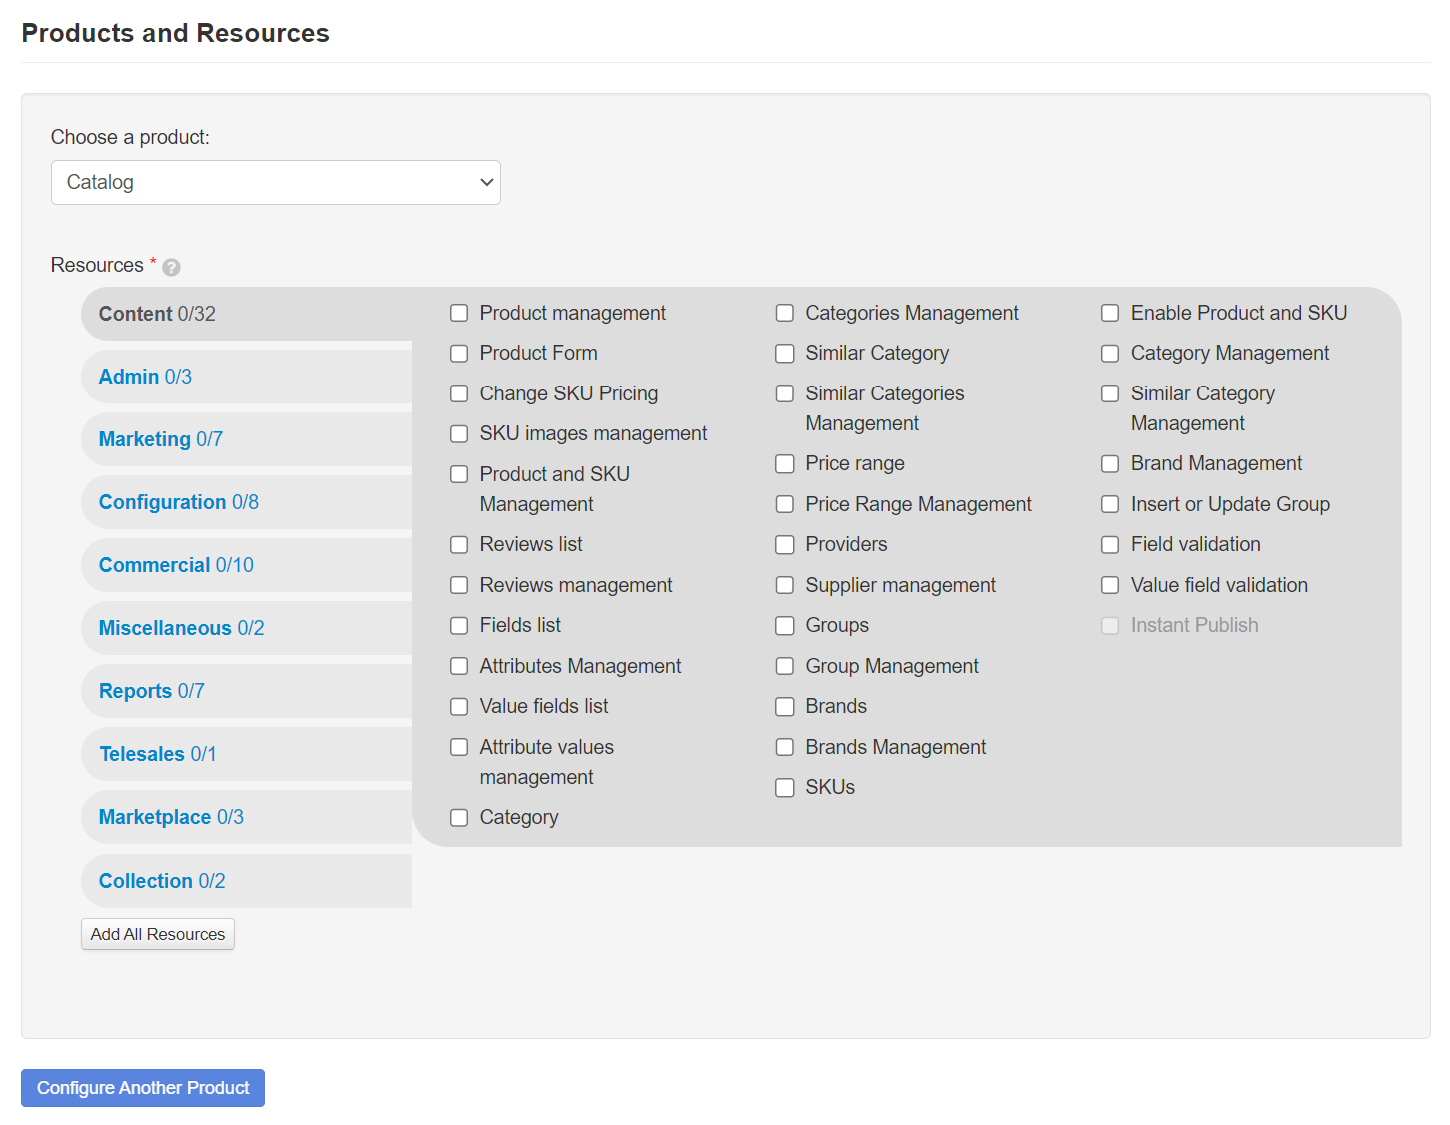 Products and Resources
Choose a product:
Catalog
Resources * ?
Content 0/32
Admin 0/3
Marketing 0/7
Configuration 0/8
Commercial 0/10
Miscellaneous 0/2
Reports 0/7
Telesales 0/1
Marketplace 0/3
Collection 0/2
Add All Resources
Product management
Product Form
Change SKU Pricing
SKU images management
Product and SKU
Management
Reviews list
Reviews management
Fields list
Attributes Management
Value fields list
Attribute values
management
Category
Categories Management
Similar Category
Similar Categories
Management
Price range
Price Range Management
Providers
Supplier management
Groups
Group Management
Brands
Brands Management
SKUs
Enable Product and SKU
Category Management
Similar Category
Management
Brand Management
Insert or Update Group
Field validation
Value field validation
Instant Publish
Configure Another Product